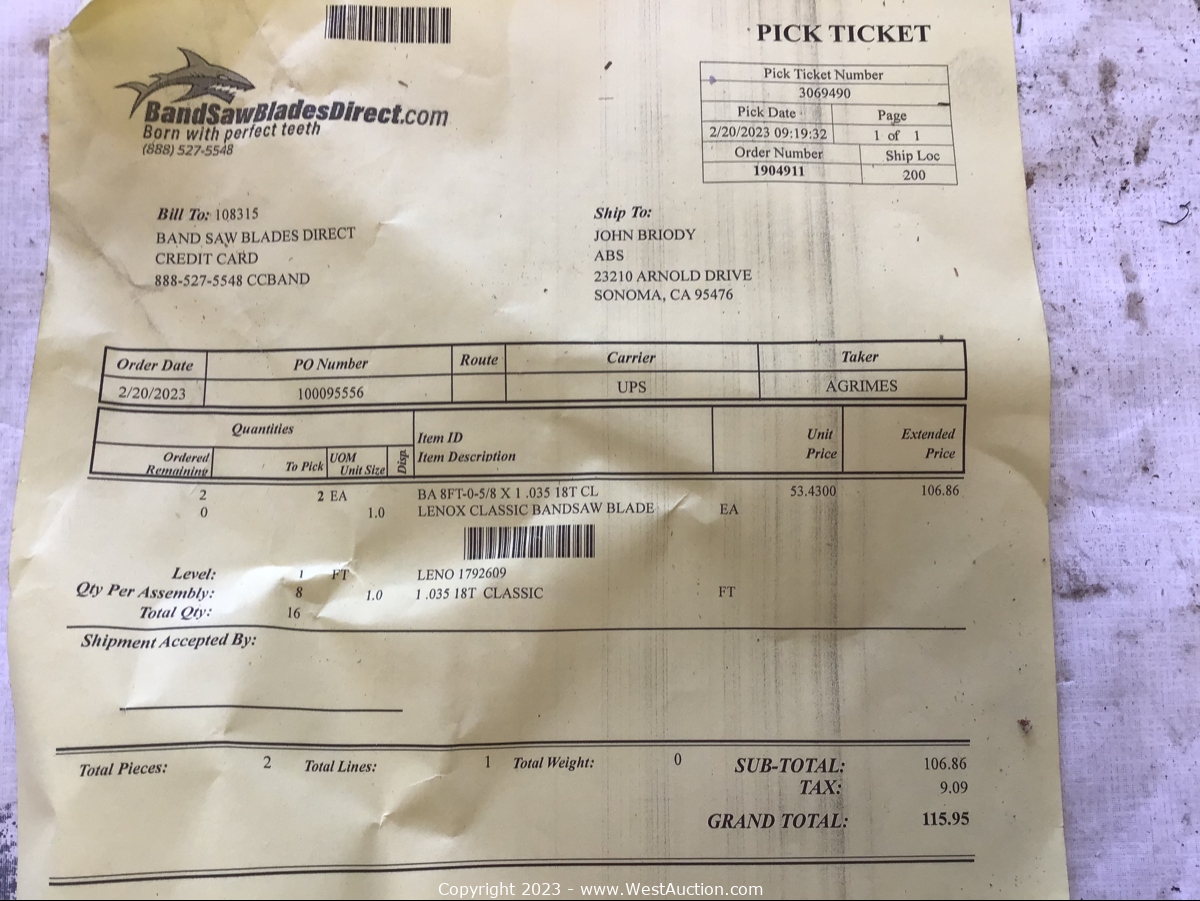 PICK TICKET
BandSawBladesDirect.com
Born with perfect teeth
(888) 527-5548
Pick Ticket Number
3069490
Pick Date Page
2/20/2023 09:19:32 1 of 1
Order Number Ship Loc
1904911 200
Bill To: 108315
BAND SAW BLADES DIRECT
CREDIT CARD
888-527-5548 CCBAND
Ship To:
JOHN BRIODY
ABS
23210 ARNOLD DRIVE
SONOMA, CA 95476
Order Date PO Number Route Carrier Taker
2/20/2023 100095556 UPS AGRIMES
Quantities
Ordered
Remaining
To Pick
UOM
Unit Size
Disp.
Item ID
Item Description
Unit
Price
Extended
Price
2 2 EA BA 8FT-0-5/8 X 1 .035 18T CL 53.4300 106.86
0 1.0 LENOX CLASSIC BANDSAW BLADE EA
Level: 1 FT LENO 1792609
Qty Per Assembly: 8 1.0 1 .035 18T CLASSIC FT
Total Qty: 16
Shipment Accepted By:
Total Pieces: 2 Total Lines: 1 Total Weight: 0 SUB-TOTAL: 106.86
TAX: 9.09
GRAND TOTAL: 115.95
Copyright 2023 - www.WestAuction.com